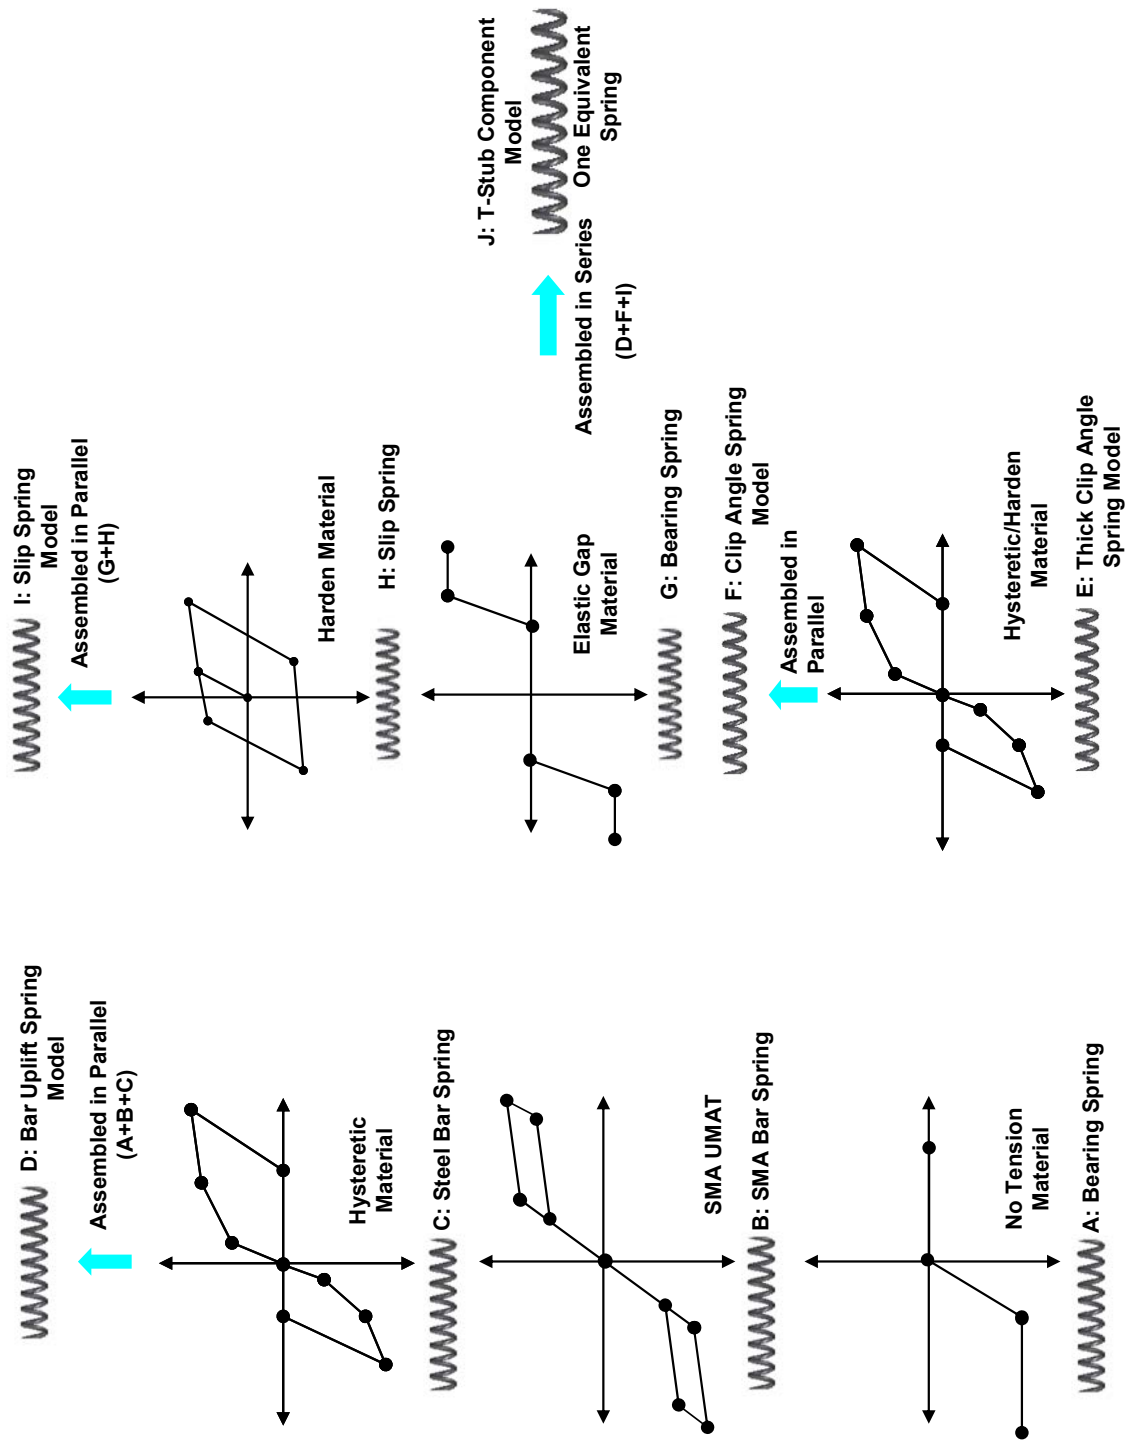 D: Bar Uplift Spring
Model
Assembled in Parallel
(A+B+C)
Hysteretic
Material
C: Steel Bar Spring
SMA UMAT
B: SMA Bar Spring
No Tension
Material
A: Bearing Spring
I: Slip Spring
Model
Assembled in Parallel
(G+H)
Harden Material
H: Slip Spring
Elastic Gap
Material
G: Bearing Spring
F: Clip Angle Spring
Model
Assembled in
Parallel
Hysteretic/Harden
Material
E: Thick Clip Angle
Spring Model
Assembled in Series
(D+F+I)
J: T-Stub Component
Model
One Equivalent
Spring